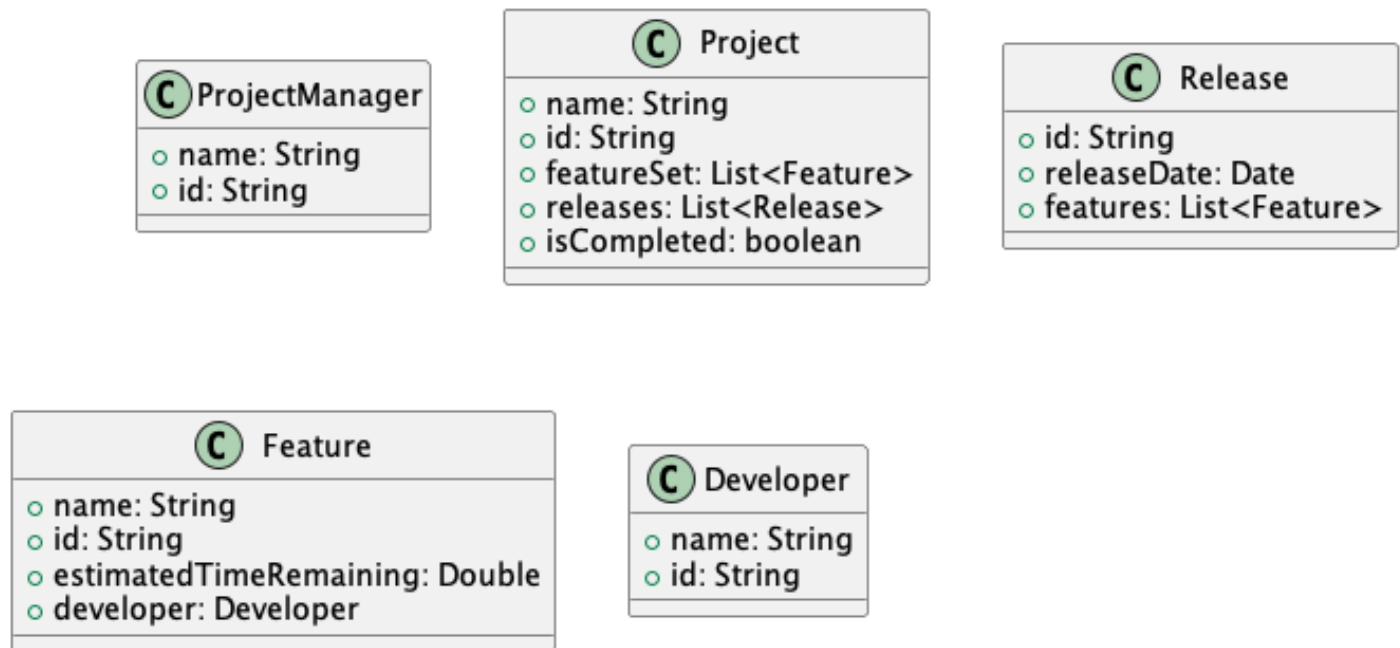 C ProjectManager
name: String
id: String
C Project
name: String
id: String
featureSet: List<Feature>
releases: List<Release>
isCompleted: boolean
C Release
id: String
releaseDate: Date
features: List<Feature>
C Feature
name: String
id: String
estimatedTimeRemaining: Double
developer: Developer
C Developer
name: String
id: String